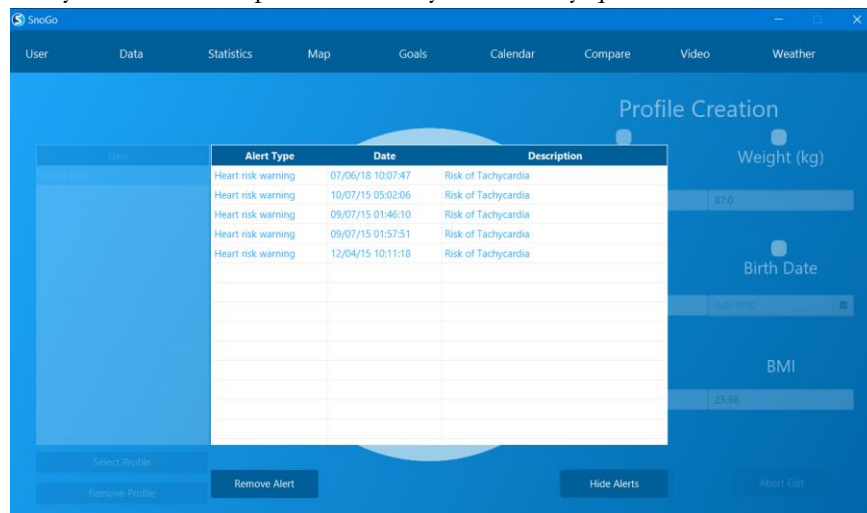 SnoGo
User Data Statistics Map Goals Calendar Compare Video Weather
Profile Creation
User
Weight (kg)
87.0
Alert Type Date Description
Heart risk warning 07/06/18 10:07:47 Risk of Tachycardia
Heart risk warning 10/07/15 05:02:06 Risk of Tachycardia
Heart risk warning 09/07/15 01:46:10 Risk of Tachycardia
Heart risk warning 09/07/15 01:57:51 Risk of Tachycardia
Heart risk warning 12/04/15 10:11:18 Risk of Tachycardia
Birth Date
BMI
25,98
Select Profile
Remove Profile
Remove Alert
Hide Alerts
Abort Edit